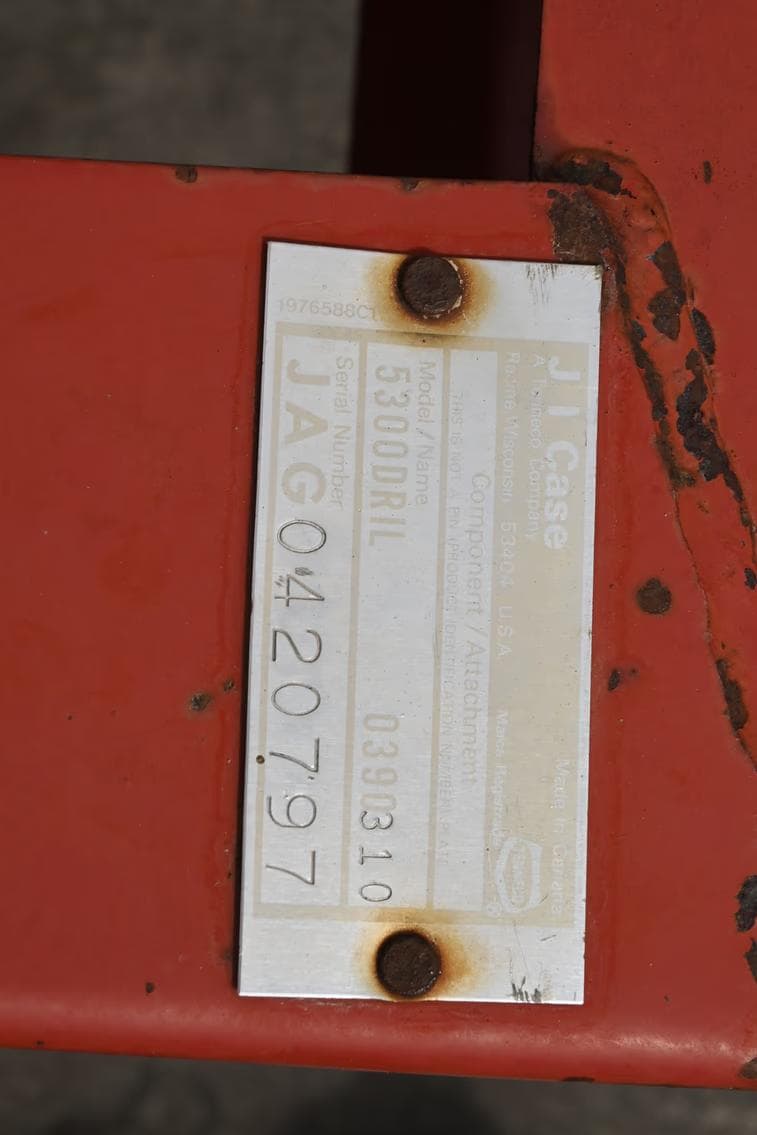 J I Case
A Tenneco Company
Racine Wisconsin 53404 U.S.A.
Made in Canada
Component / Attachment
THIS IS NOT A PIN (PRODUCT IDENTIFICATION NUMBER) PLATE
Model / Name
5300DRIL 0390310
Serial Number
JAG0420797
1976588C1